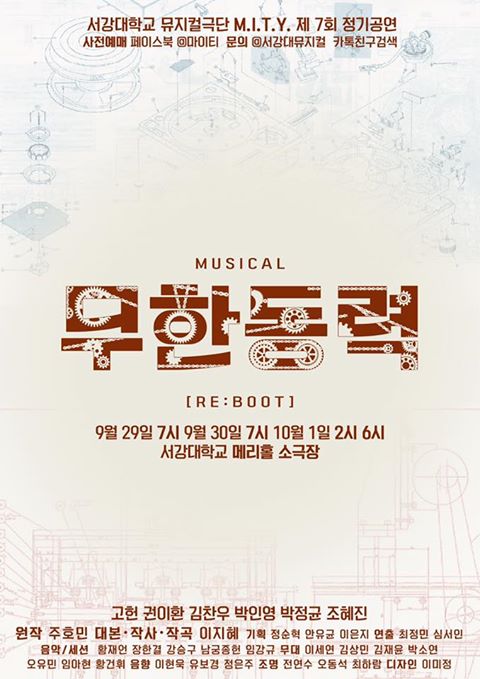 서강대학교 뮤지컬극단 M.I.T.Y. 제 7회 정기공연
사전예매 페이스북 @마이티 문의 @서강대뮤지컬 카톡친구검색
MUSICAL
무한동력
[RE:BOOT]
9월 29일 7시 9월 30일 7시 10월 1일 2시 6시
서강대학교 메리홀 소극장
고헌 권이환 김찬우 박인영 박정균 조혜진
원작 주호민 대본·작사·작곡 이지혜 기획 정순혁 안유균 이은지 연출 최정민 심서인
음악/세션 황재언 장한결 강승구 남궁종현 임강규 무대 이세연 김상민 김재윤 박소연
오유민 임아현 황건휘 음향 이현욱 유보경 정은주 조명 전연수 오동석 최하람 디자인 이미정